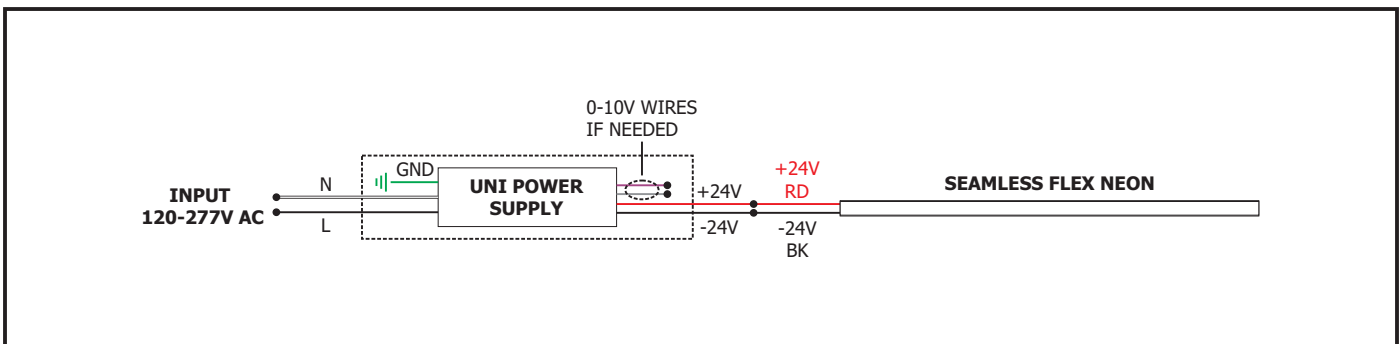 0-10V WIRES
IF NEEDED
GND
N
INPUT
120-277V AC
L
UNI POWER
SUPPLY
+24V
-24V
+24V
RD
-24V
BK
SEAMLESS FLEX NEON